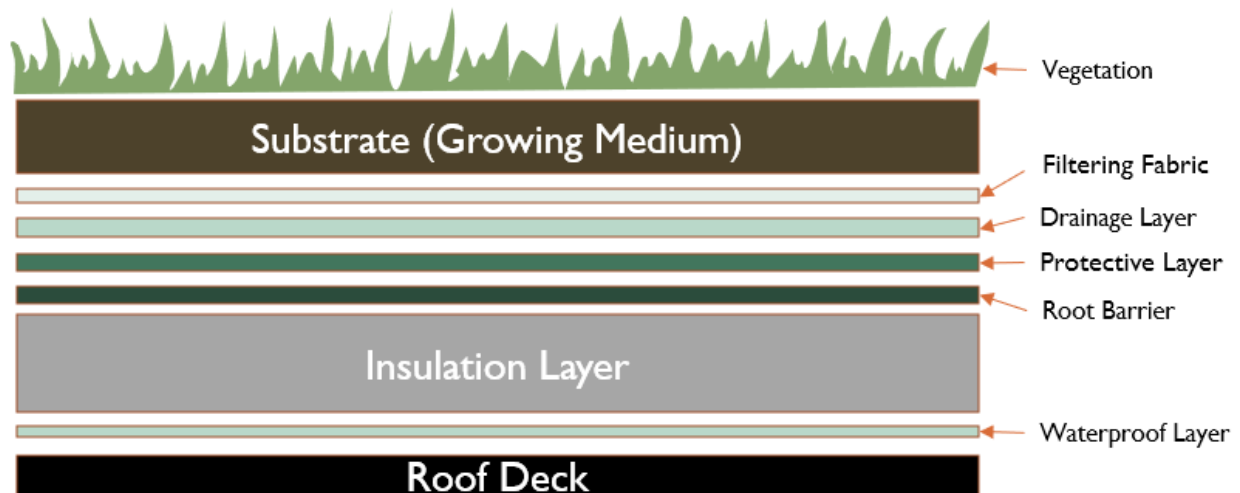 Vegetation
Substrate (Growing Medium)
Filtering Fabric
Drainage Layer
Protective Layer
Root Barrier
Insulation Layer
Waterproof Layer
Roof Deck